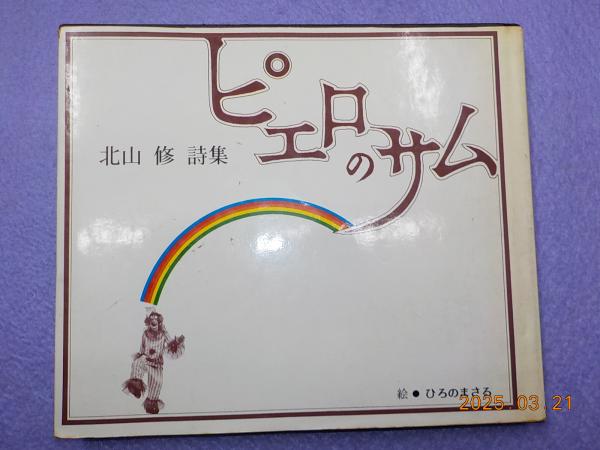 ピエロのサム
北山 修 詩集
絵●ひろのまさる
2025 03 21